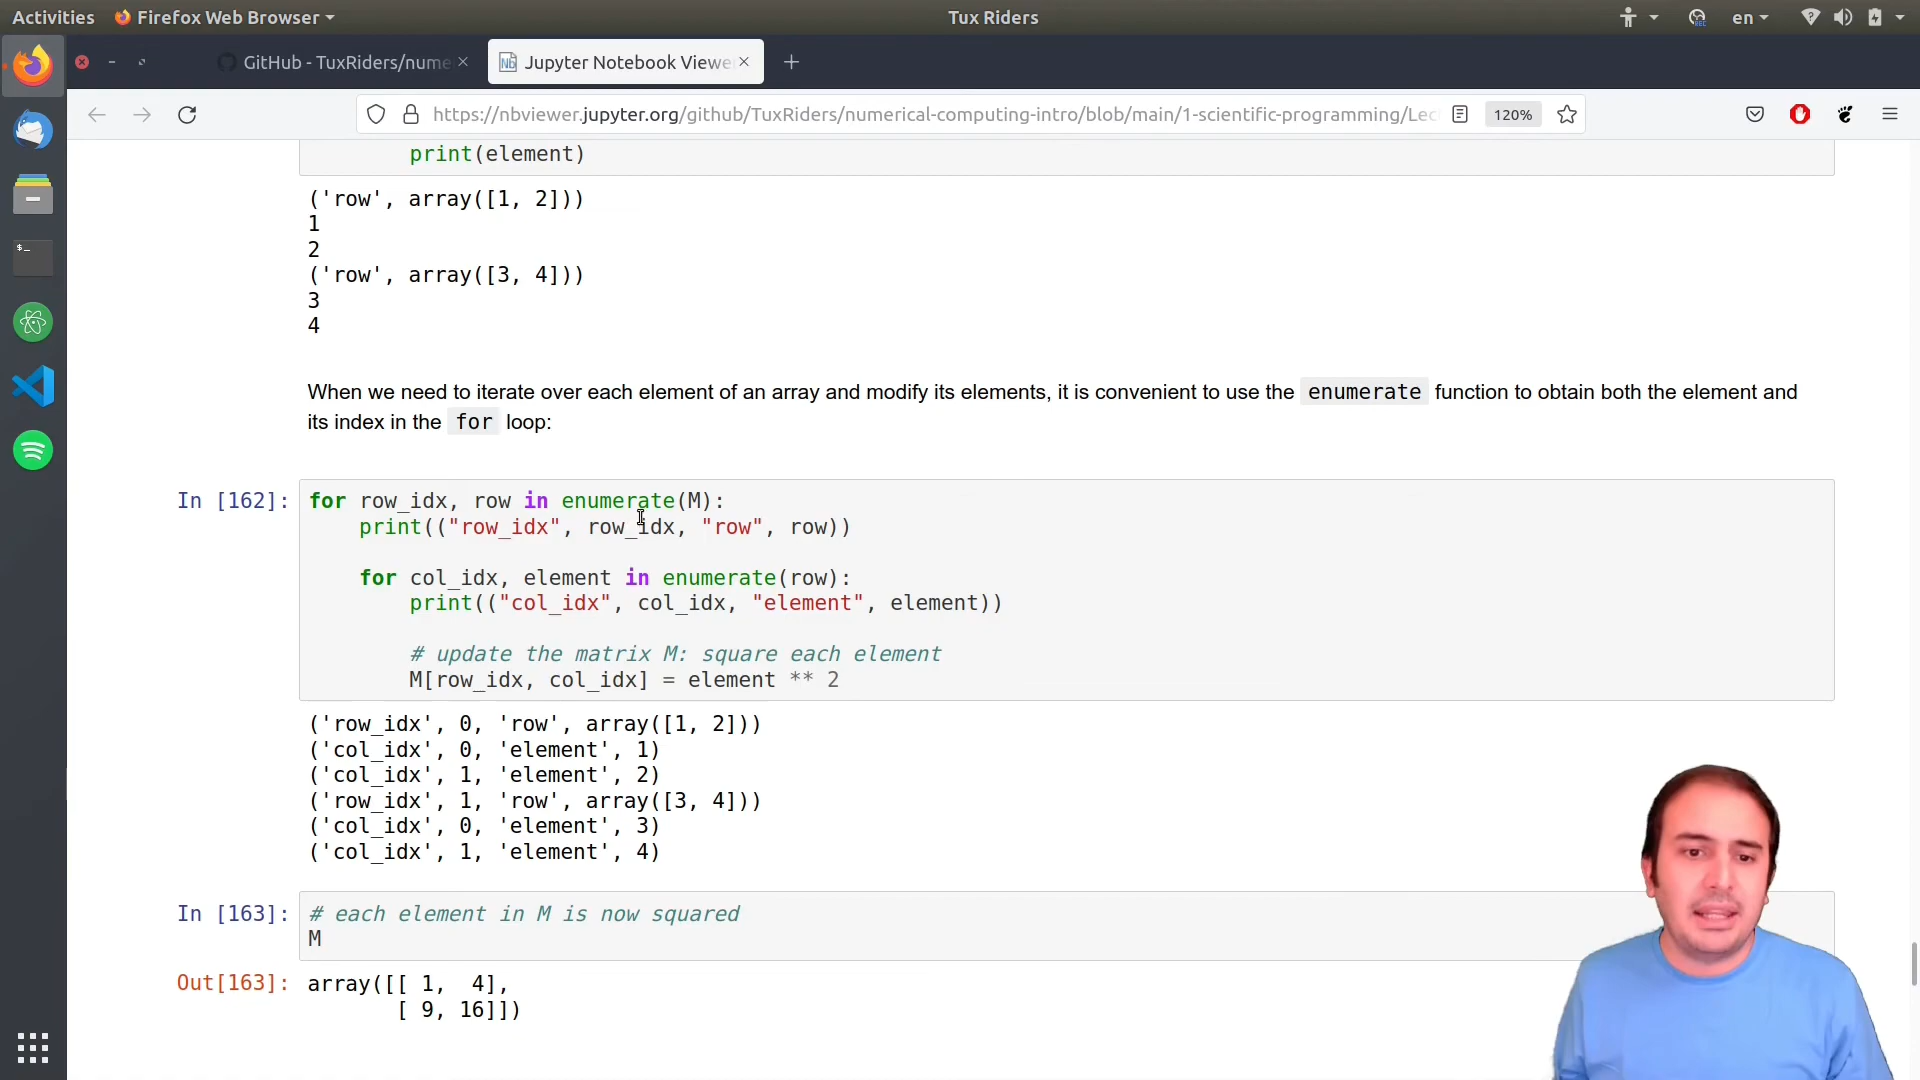 Activities
Firefox Web Browser
Tux Riders
en
GitHub - TuxRiders/nume
Jupyter Notebook Viewe
https://nbviewer.jupyter.org/github/TuxRiders/numerical-computing-intro/blob/main/1-scientific-programming/Lec
120%
print(element)
('row', array([1, 2]))
1
2
('row', array([3, 4]))
3
4
When we need to iterate over each element of an array and modify its elements, it is convenient to use the enumerate function to obtain both the element and
its index in the for loop:
In [162]:
for row_idx, row in enumerate(M):
    print(("row_idx", row_idx, "row", row))
    for col_idx, element in enumerate(row):
        print(("col_idx", col_idx, "element", element))
        # update the matrix M: square each element
        M[row_idx, col_idx] = element ** 2
('row_idx', 0, 'row', array([1, 2]))
('col_idx', 0, 'element', 1)
('col_idx', 1, 'element', 2)
('row_idx', 1, 'row', array([3, 4]))
('col_idx', 0, 'element', 3)
('col_idx', 1, 'element', 4)
In [163]:
# each element in M is now squared
M
Out[163]:
array([[ 1,  4],
       [ 9, 16]])